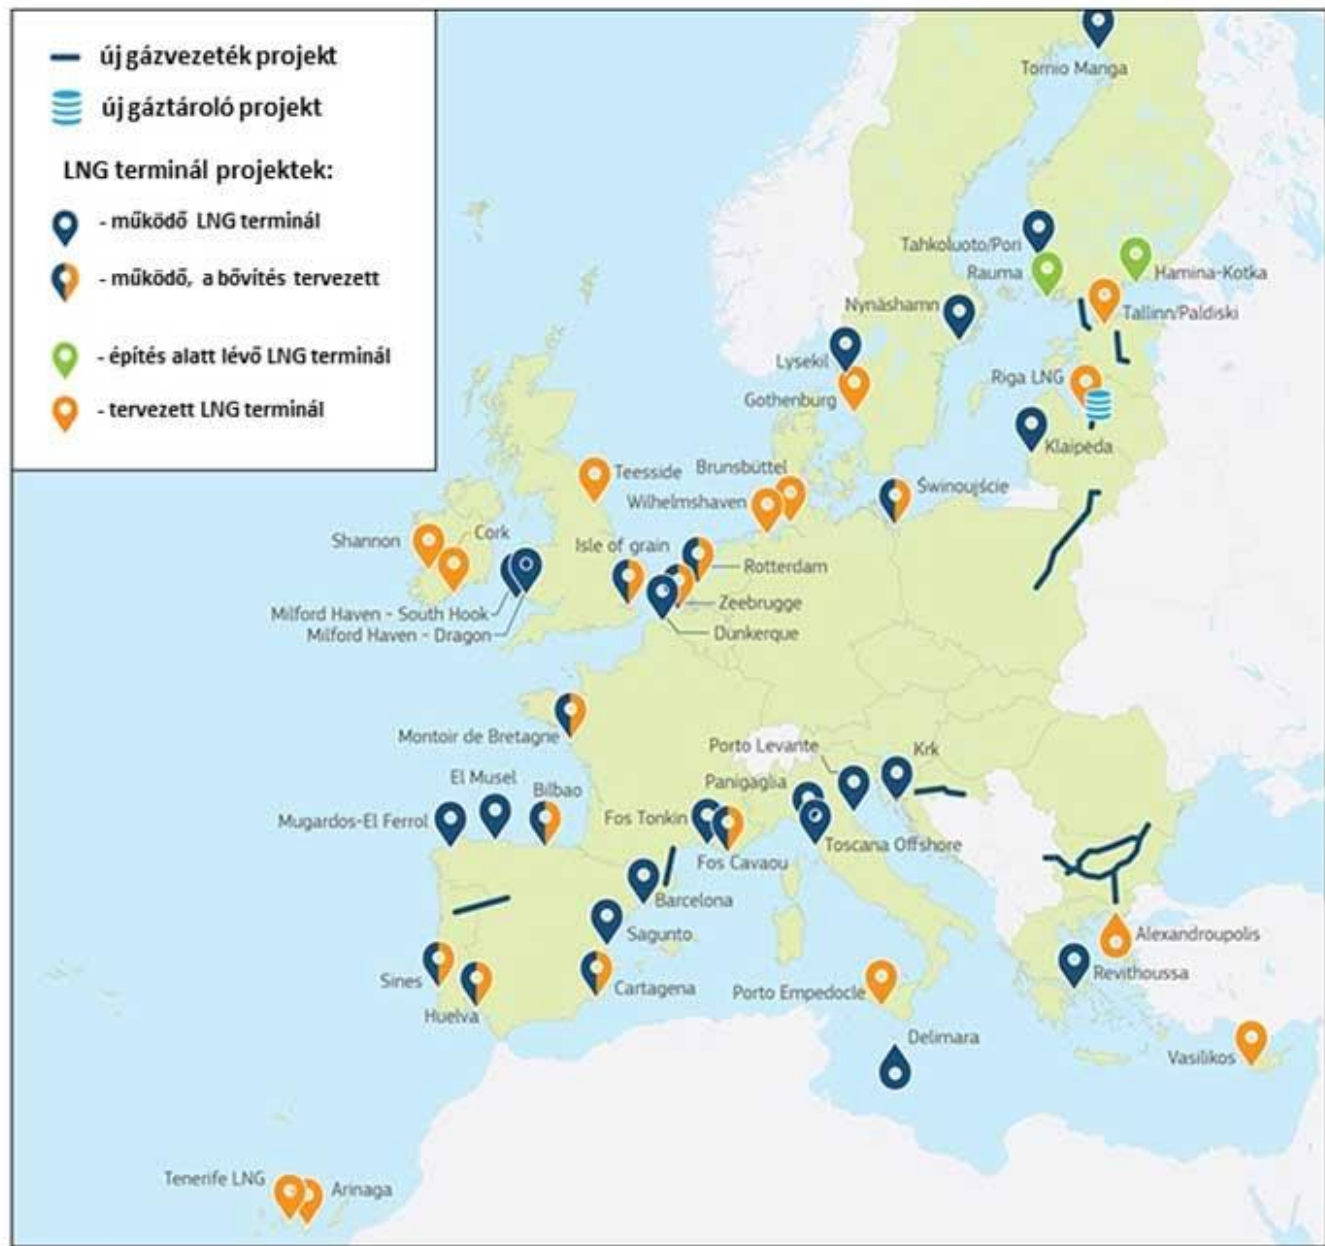 új gázvezeték projekt
új gáztároló projekt
LNG terminál projektek:
- működő LNG terminál
- működő, a bővítés tervezett
- építés alatt lévő LNG terminál
- tervezett LNG terminál
Tornio Manga
Tahkoluoto/Pori
Rauma
Hamina-Kotka
Nynäshamn
Tallinn/Paldiski
Lysekil
Riga LNG
Gothenburg
Klaipėda
Teesside
Brunsbüttel
Świnoujście
Wilhelmshaven
Shannon
Cork
Isle of grain
Rotterdam
Zeebrugge
Milford Haven - South Hook
Milford Haven - Dragon
Dunkerque
Montoir de Bretagne
Porto Levante
Krk
El Musel
Bilbao
Panigaglia
Mugardos-El Ferrol
Fos Tonkin
Toscana Offshore
Fos Cavaou
Barcelona
Sagunto
Alexandroupolis
Revithoussa
Sines
Cartagena
Porto Empedocle
Huelva
Delimara
Vasilikos
Tenerife LNG
Arinaga